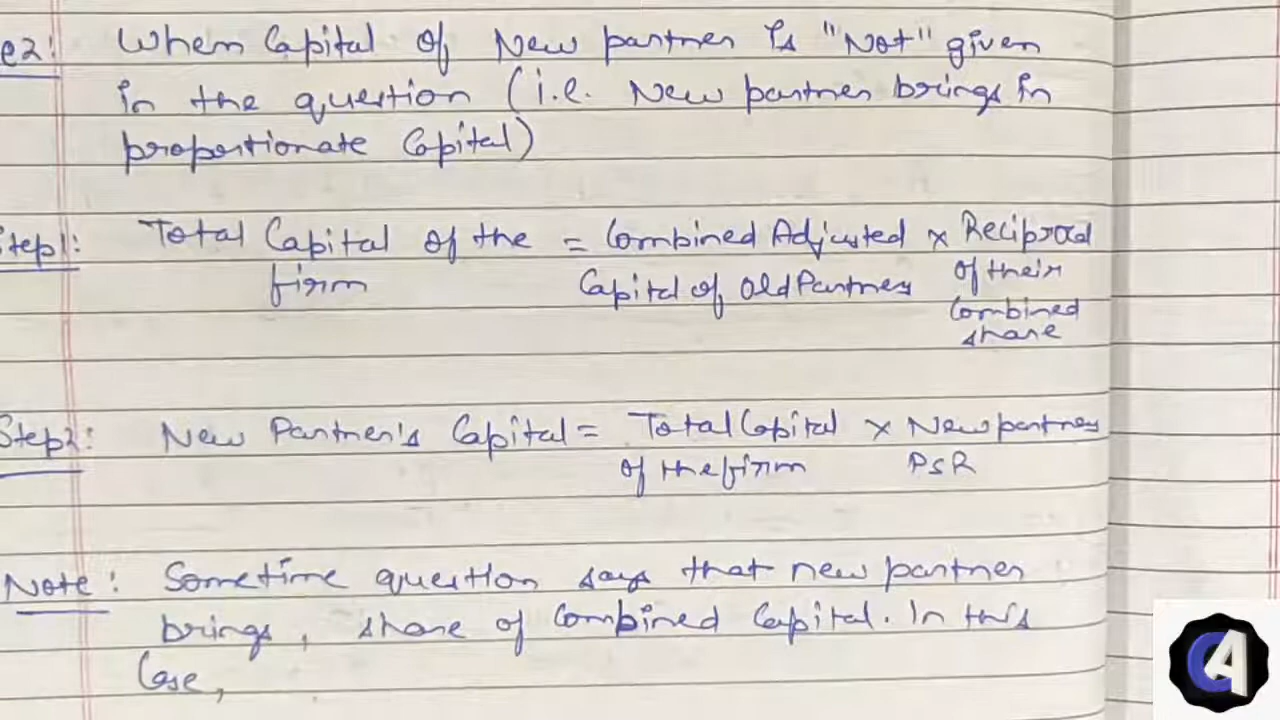 e2: When Capital of New partner is "Not" given
in the question (i.e. New partner brings in
proportionate Capital)
Step1: Total Capital of the = Combined Adjusted × Reciprocal
firm Capital of Old Partners of their
combined
share
Step2: New Partner's Capital = Total Capital × New partners
of the firm PSR
Note: Sometime question says that new partner
brings, share of combined Capital. In this
Case,
CA